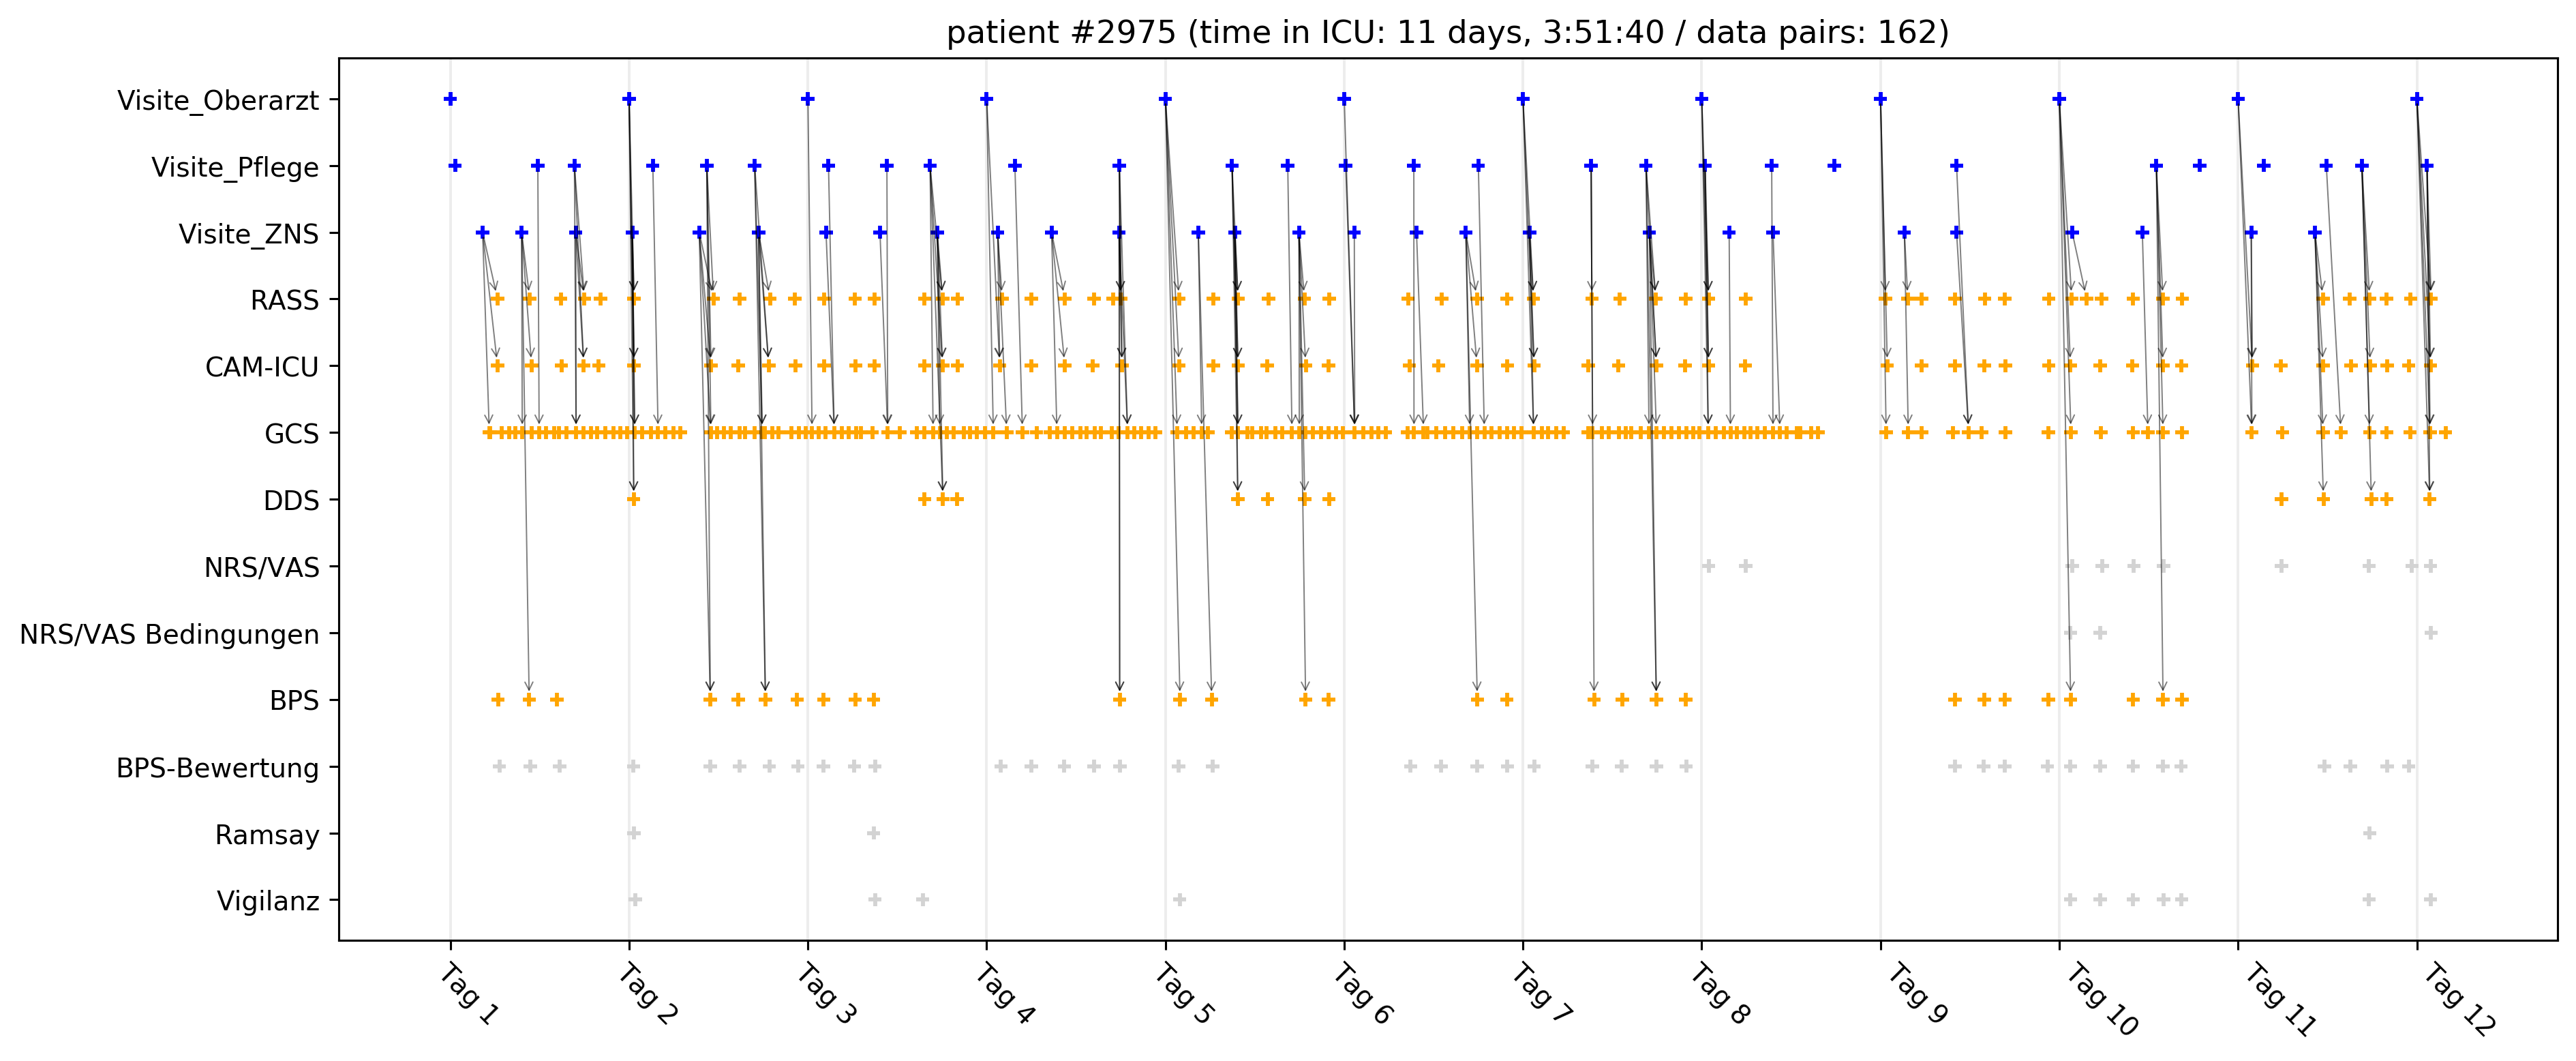 patient #2975 (time in ICU: 11 days, 3:51:40 / data pairs: 162)
Visite_Oberarzt
Visite_Pflege
Visite_ZNS
RASS
CAM-ICU
GCS
DDS
NRS/VAS
NRS/VAS Bedingungen
BPS
BPS-Bewertung
Ramsay
Vigilanz
Tag 1
Tag 2
Tag 3
Tag 4
Tag 5
Tag 6
Tag 7
Tag 8
Tag 9
Tag 10
Tag 11
Tag 12